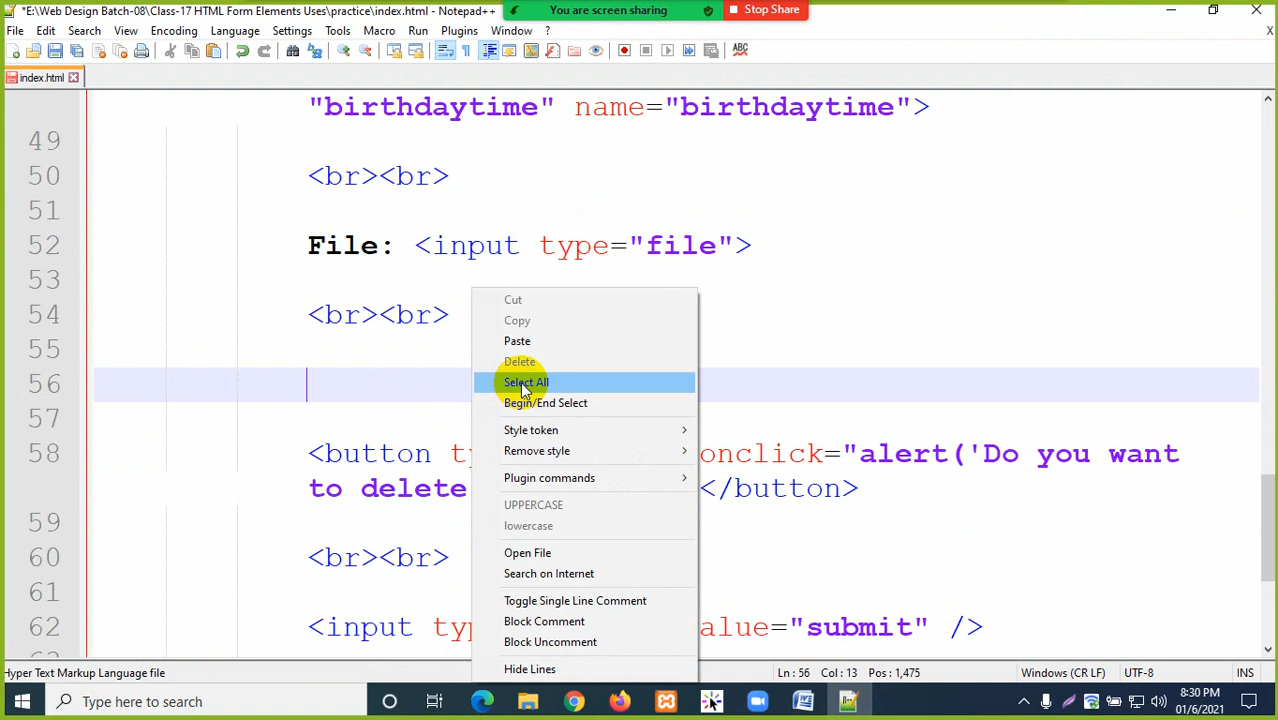 *E:\Web Design Batch-08\Class-17 HTML Form Elements Uses\practice\index.html - Notepad++
You are screen sharing
Stop Share
File Edit Search View Encoding Language Settings Tools Macro Run Plugins Window ?
X
index.html
"birthdaytime" name="birthdaytime">
49
50 <br><br>
51
52 File: <input type="file">
53
54 <br><br>
55
56
57
58 <button onclick="alert('Do you want
to delete </button>
59
60 <br><br>
61
62 <input "submit" />
Cut
Copy
Paste
Delete
Select All
Begin/End Select
Style token
Remove style
Plugin commands
UPPERCASE
lowercase
Open File
Search on Internet
Toggle Single Line Comment
Block Comment
Block Uncomment
Hide Lines
Hyper Text Markup Language file
Ln : 56 Col : 13 Pos : 1,475
Windows (CR LF)
UTF-8
INS
Type here to search
8:30 PM
01/6/2021